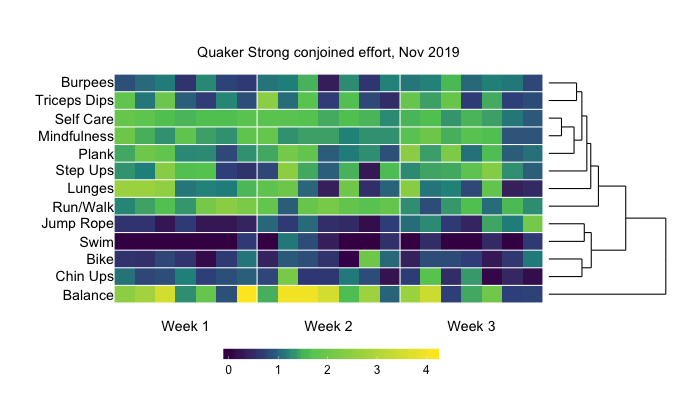 Quaker Strong conjoined effort, Nov 2019
Burpees
Triceps Dips
Self Care
Mindfulness
Plank
Step Ups
Lunges
Run/Walk
Jump Rope
Swim
Bike
Chin Ups
Balance
Week 1 Week 2 Week 3
0 1 2 3 4